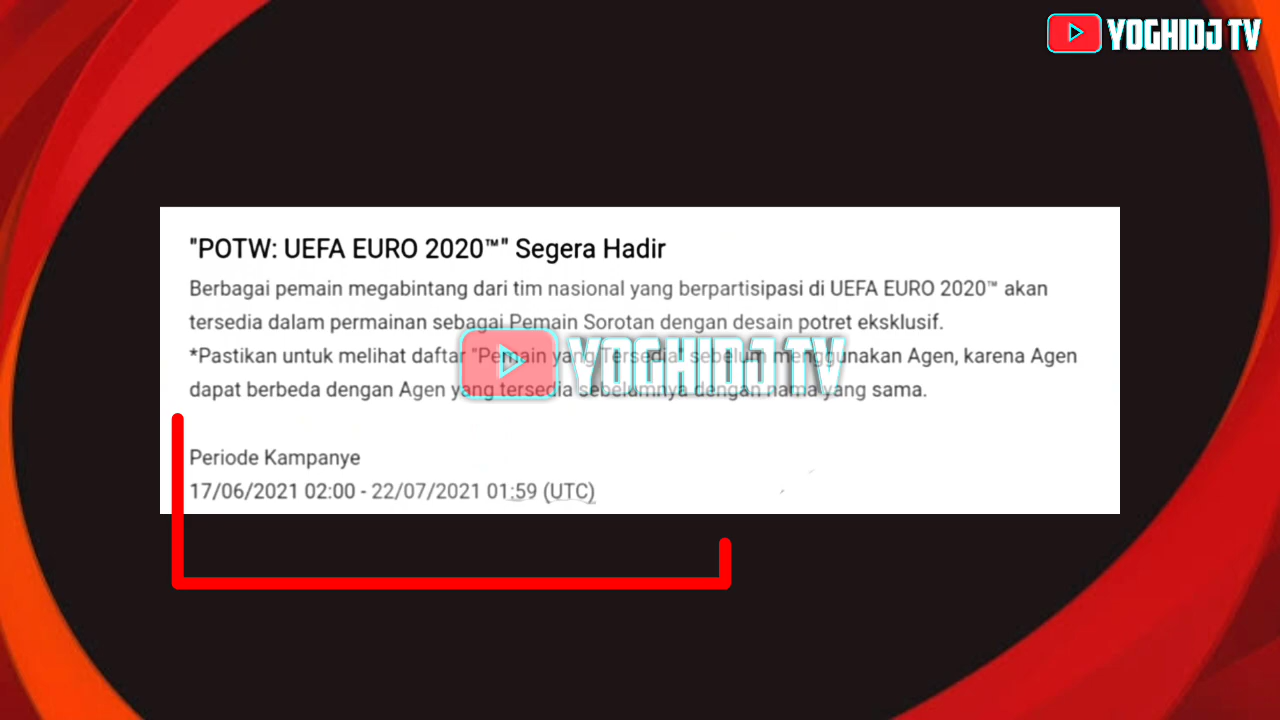 YOGHIDJ TV
"POTW: UEFA EURO 2020™" Segera Hadir
Berbagai pemain megabintang dari tim nasional yang berpartisipasi di UEFA EURO 2020™ akan
tersedia dalam permainan sebagai Pemain Sorotan dengan desain potret eksklusif.
*Pastikan untuk melihat daftar "Pemain yang Tersedia" sebelum menggunakan Agen, karena Agen
dapat berbeda dengan Agen yang tersedia sebelumnya dengan nama yang sama.
YOGHIDJ TV
Periode Kampanye
17/06/2021 02:00 - 22/07/2021 01:59 (UTC)